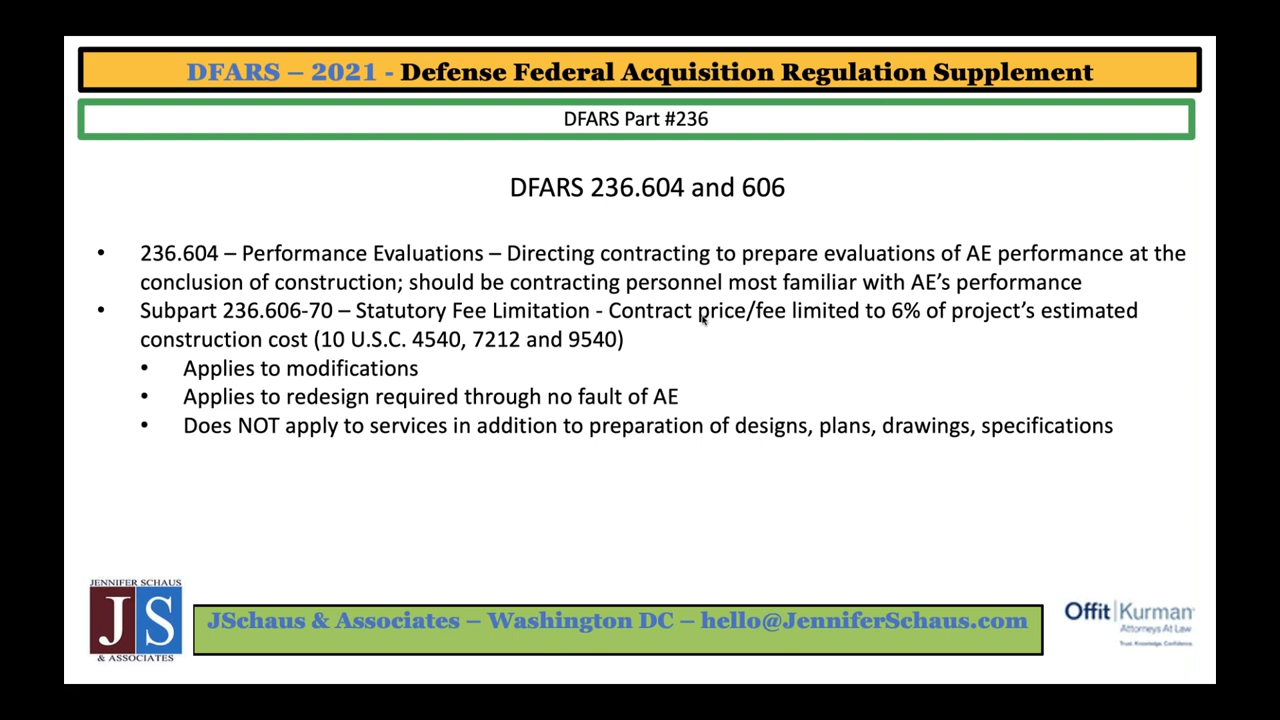 DFARS – 2021 - Defense Federal Acquisition Regulation Supplement
DFARS Part #236
DFARS 236.604 and 606
• 236.604 – Performance Evaluations – Directing contracting to prepare evaluations of AE performance at the
conclusion of construction; should be contracting personnel most familiar with AE's performance
• Subpart 236.606-70 – Statutory Fee Limitation - Contract price/fee limited to 6% of project's estimated
construction cost (10 U.S.C. 4540, 7212 and 9540)
• Applies to modifications
• Applies to redesign required through no fault of AE
• Does NOT apply to services in addition to preparation of designs, plans, drawings, specifications
JENNIFER SCHAUS
JS
& ASSOCIATES
JSchaus & Associates – Washington DC – hello@JenniferSchaus.com
Offit|Kurman
Attorneys At Law
Trust. Knowledge. Confidence.